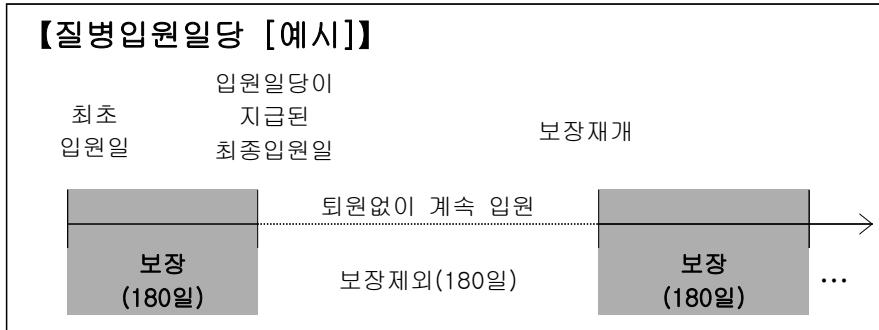 【질병입원일당 [예시]】
최초
입원일
입원일당이
지급된
최종입원일
보장재개
퇴원없이 계속 입원
보장
(180일)
보장제외(180일)
보장
(180일)
…